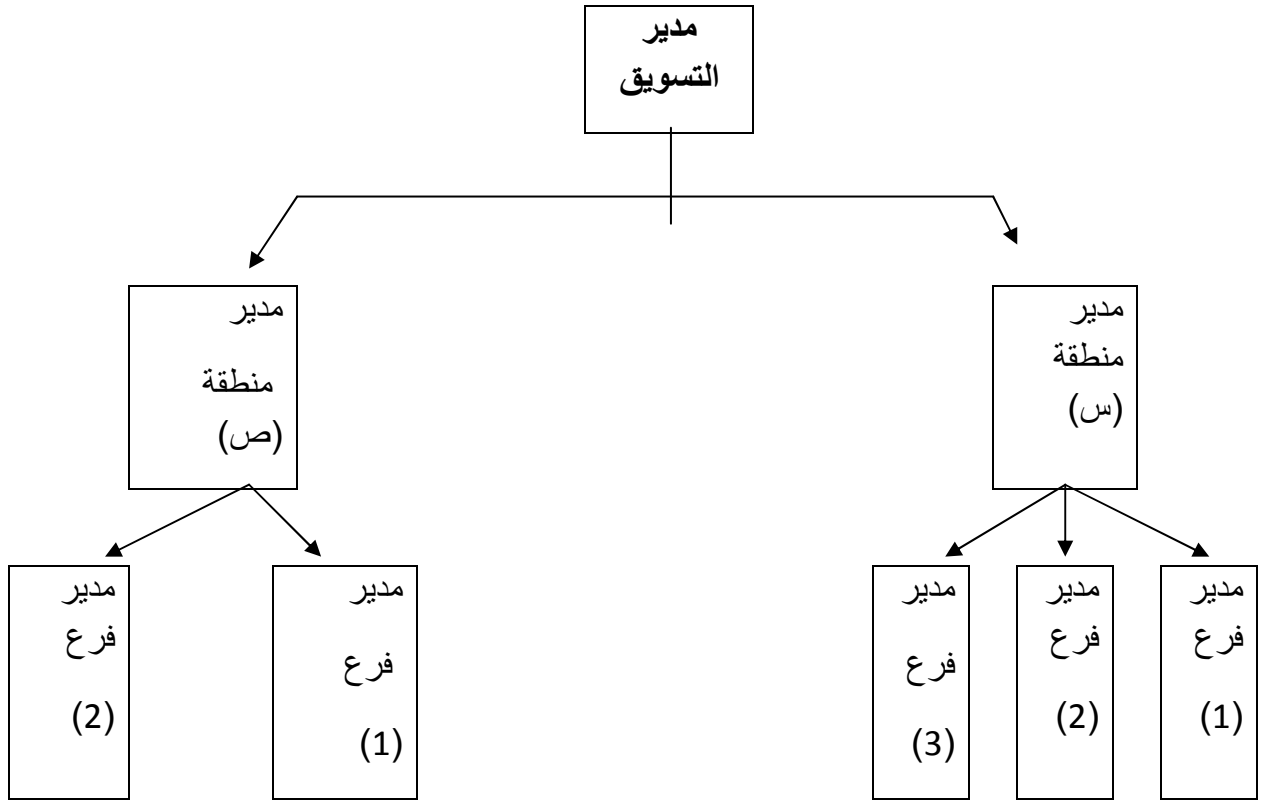 مدير
التسويق
مدير
منطقة
(س)
مدير
منطقة
(ص)
مدير
فرع
(1)
مدير
فرع
(2)
مدير
فرع
(3)
مدير
فرع
(1)
مدير
فرع
(2)